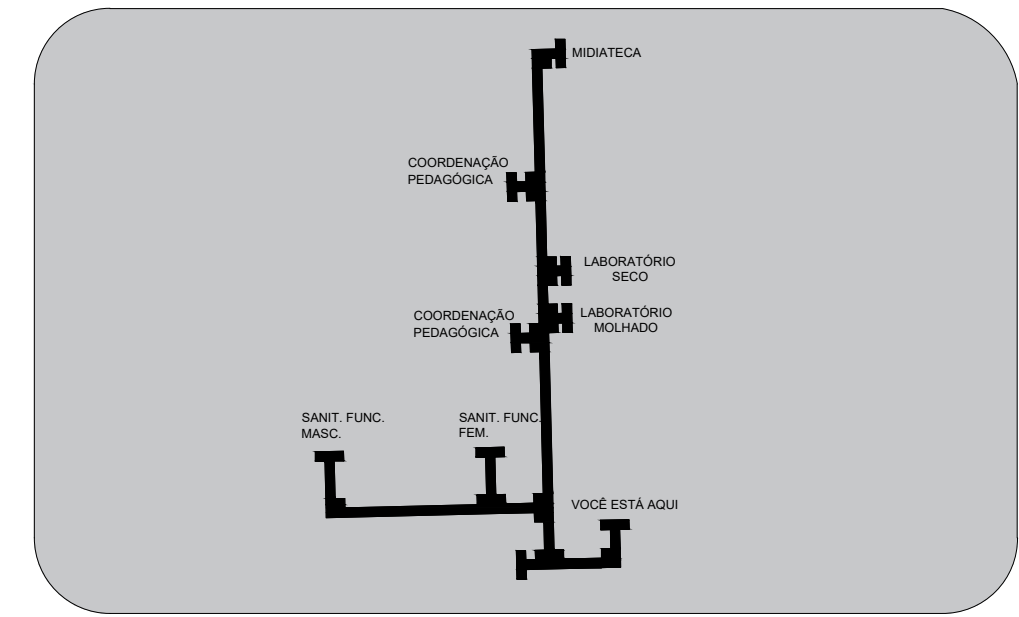 MIDIATECA
COORDENAÇÃO
PEDAGÓGICA
LABORATÓRIO
SECO
LABORATÓRIO
MOLHADO
COORDENAÇÃO
PEDAGÓGICA
SANIT. FUNC.
MASC.
SANIT. FUNC.
FEM.
VOCÊ ESTÁ AQUI